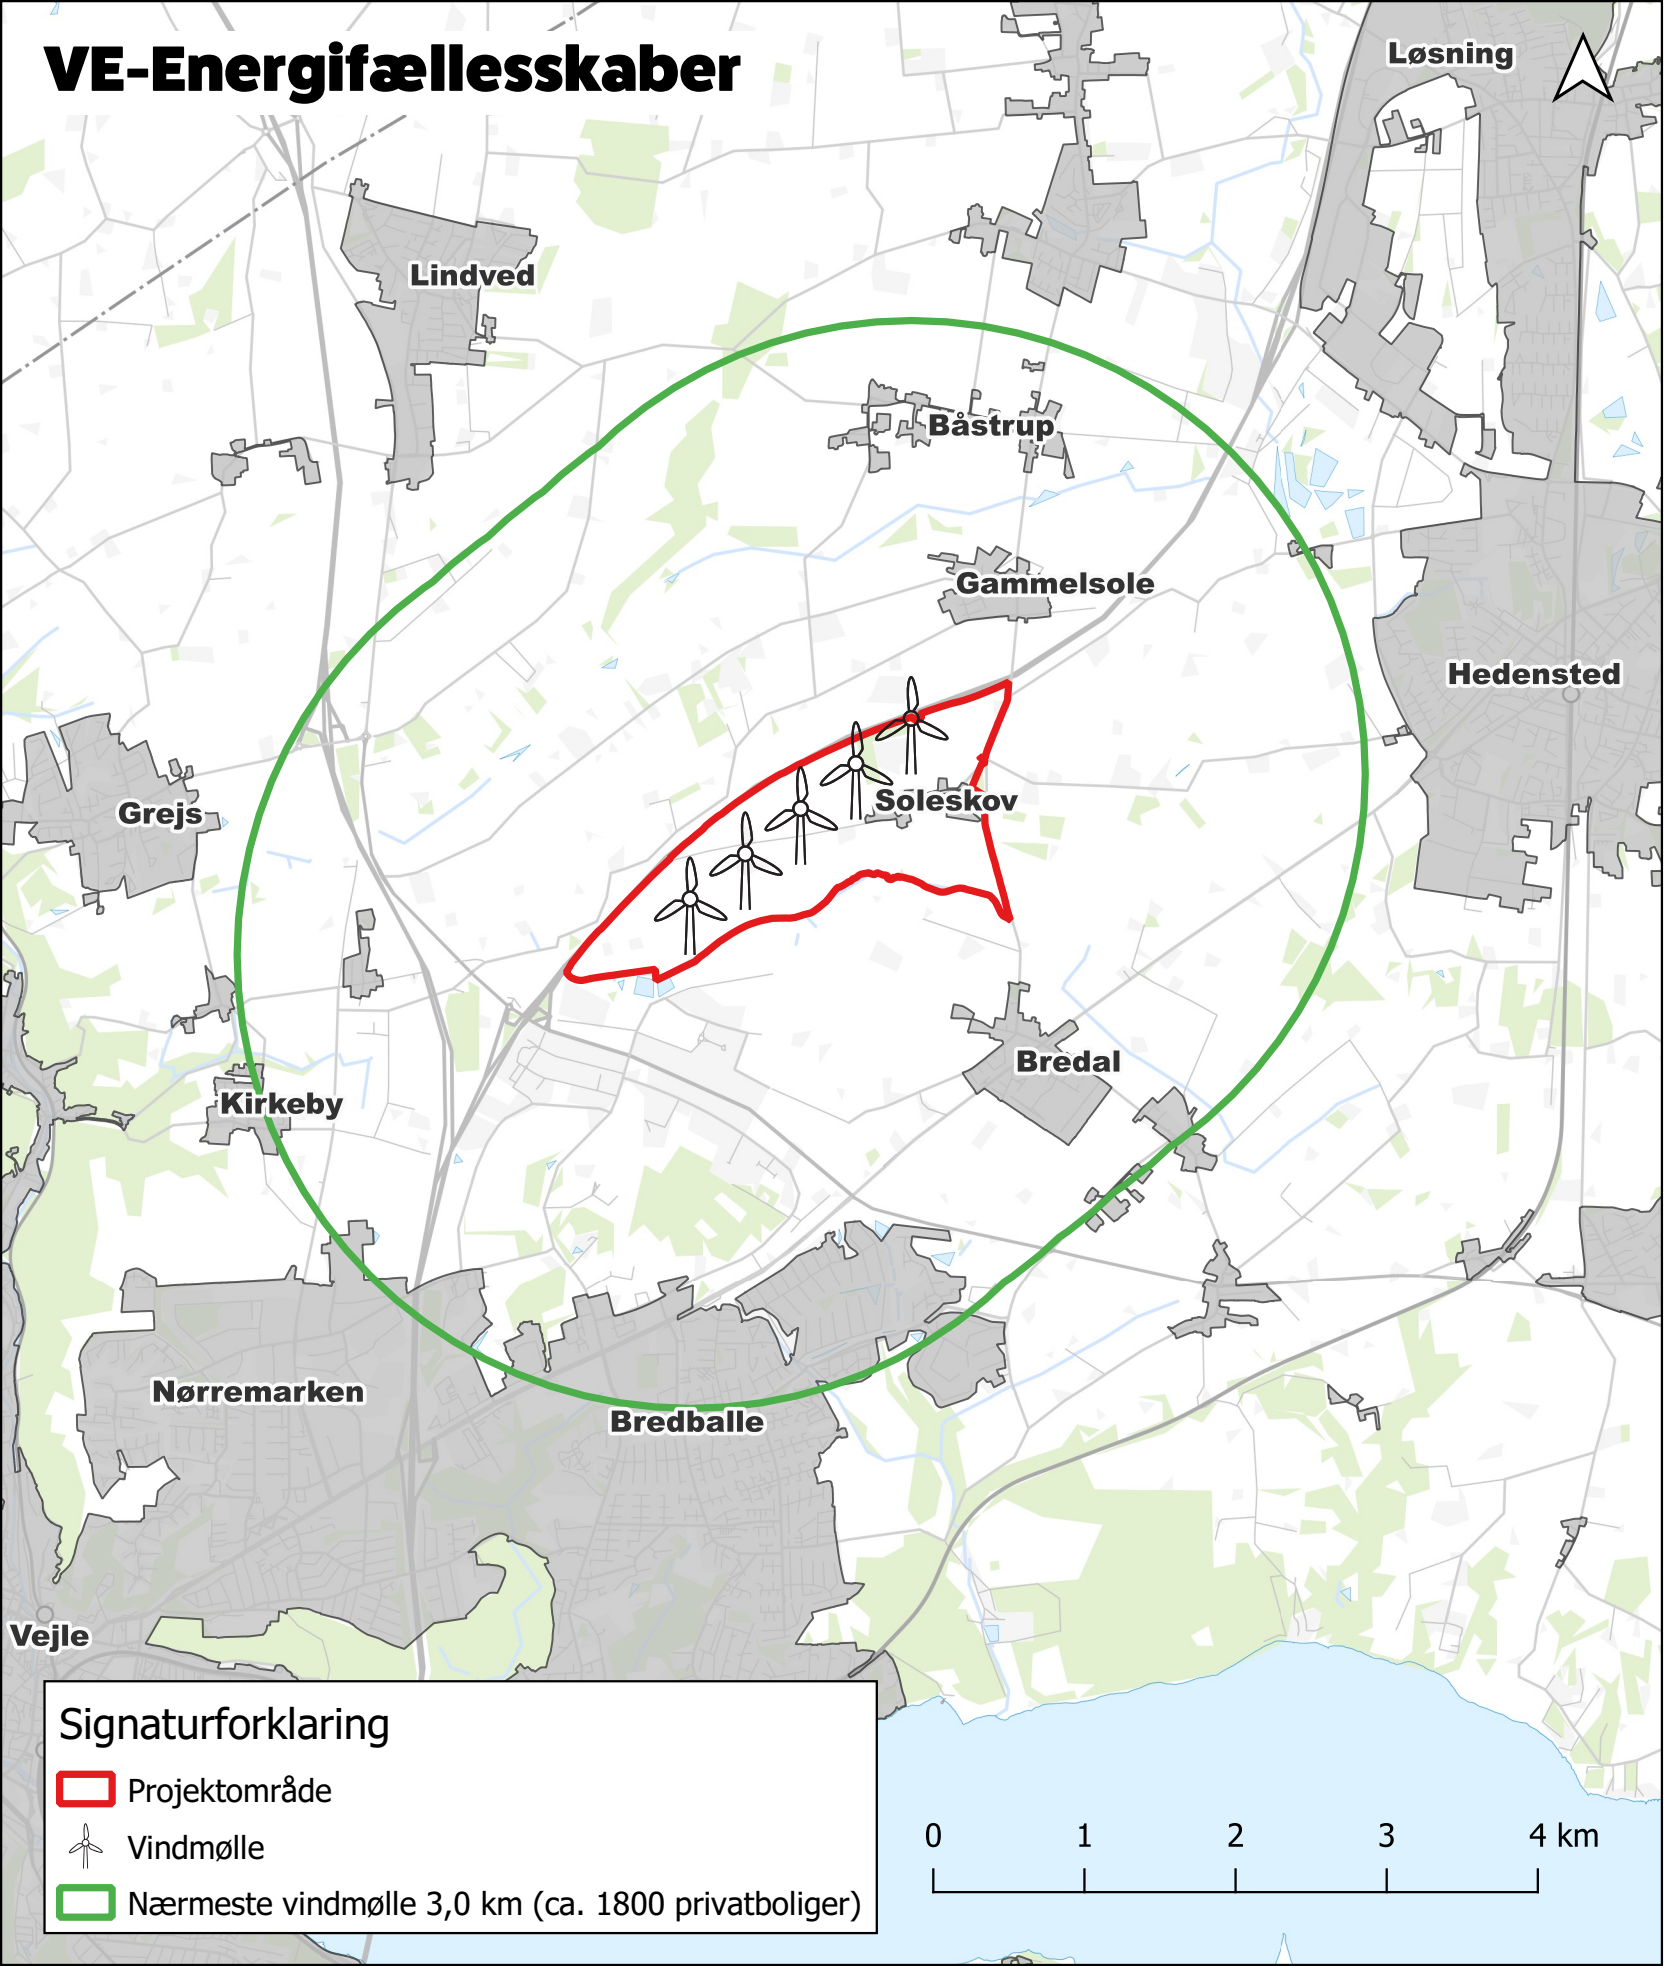 VE-Energifællesskaber
Løsning
Lindved
Båstrup
Gammelsole
Hedensted
Soleskov
Grejs
Bredal
Kirkeby
Nørremarken
Bredballe
Vejle
Signaturforklaring
Projektområde
Vindmølle
Nærmeste vindmølle 3,0 km (ca. 1800 privatboliger)
0 1 2 3 4 km